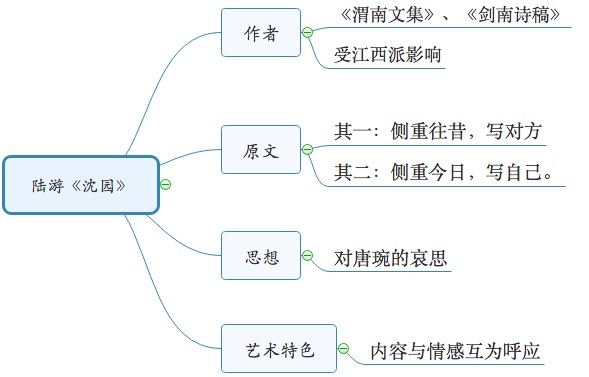 陆游《沈园》
作者
《渭南文集》、《剑南诗稿》
受江西派影响
原文
其一：侧重往昔，写对方
其二：侧重今日，写自己。
思想
对唐琬的哀思
艺术特色
内容与情感互为呼应